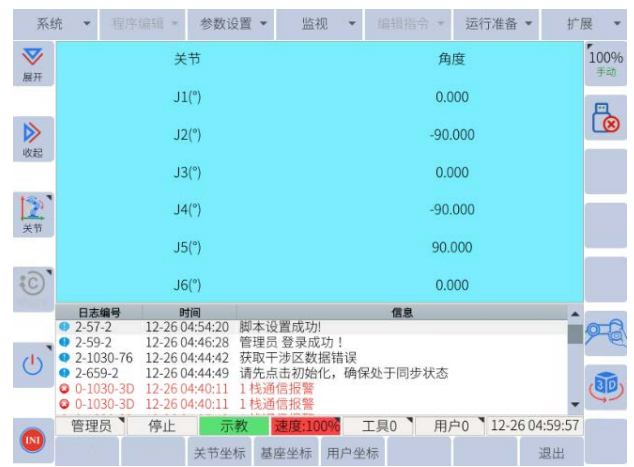 系统 程序编辑 参数设置 监视 编辑指令 运行准备 扩展
展开
收起
关节
关节 角度
J1(°) 0.000
J2(°) -90.000
J3(°) 0.000
J4(°) -90.000
J5(°) 90.000
J6(°) 0.000
100%
手动
3D
日志编号 时间 信息
2-57-2 12-26 04:54:20 脚本设置成功!
2-59-2 12-26 04:46:28 管理员 登录成功！
2-1030-76 12-26 04:44:42 获取干涉区数据错误
2-659-2 12-26 04:44:49 请先点击初始化，确保处于同步状态
0-1030-3D 12-26 04:40:11 1 栈通信报警
0-1030-3D 12-26 04:40:11 1 栈通信报警
管理员 停止 示教 速度:100% 工具0 用户0 12-26 04:59:57
INI 关节坐标 基座坐标 用户坐标 退出